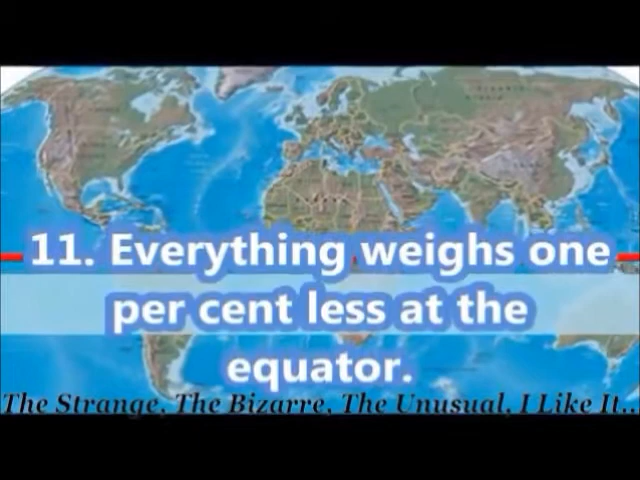 11. Everything weighs one
per cent less at the
equator.
The Strange, The Bizarre, The Unusual, I Like It..